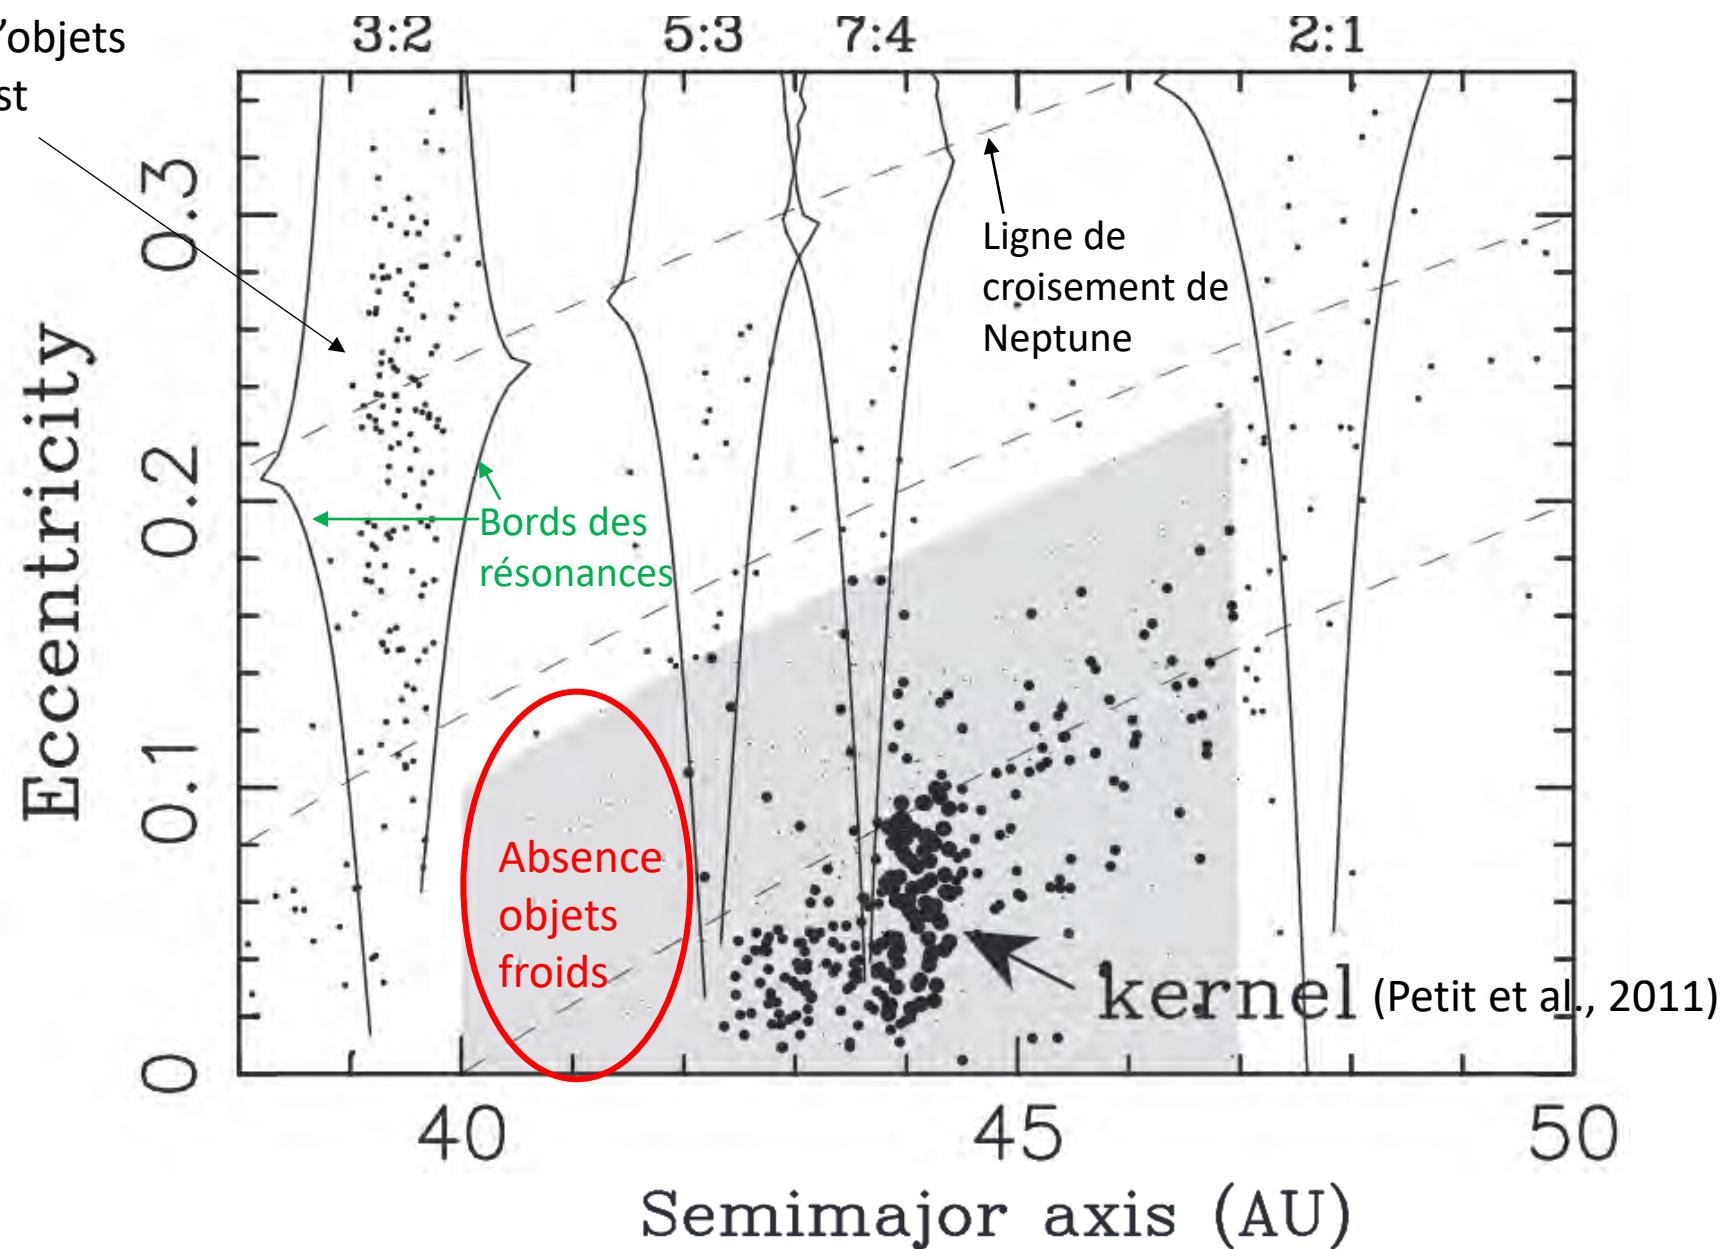 ’objets
st
3:2 5:3 7:4 2:1
Ligne de
croisement de
Neptune
Bords des
résonances
Absence
objets
froids
kernel (Petit et al., 2011)
Eccentricity
0.3
0.2
0.1
0
40 45 50
Semimajor axis (AU)